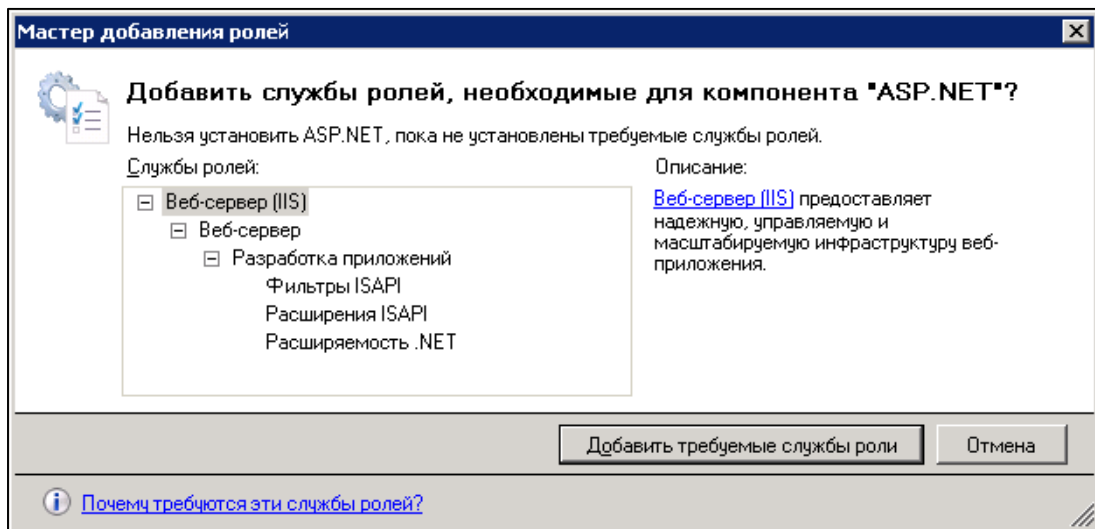 Мастер добавления ролей
Добавить службы ролей, необходимые для компонента "ASP.NET"?
Нельзя установить ASP.NET, пока не установлены требуемые службы ролей.
Службы ролей:
Веб-сервер (IIS)
Веб-сервер
Разработка приложений
Фильтры ISAPI
Расширения ISAPI
Расширяемость .NET
Описание:
Веб-сервер (IIS) предоставляет
надежную, управляемую и
масштабируемую инфраструктуру веб-
приложения.
Добавить требуемые службы роли
Отмена
Почему требуются эти службы ролей?